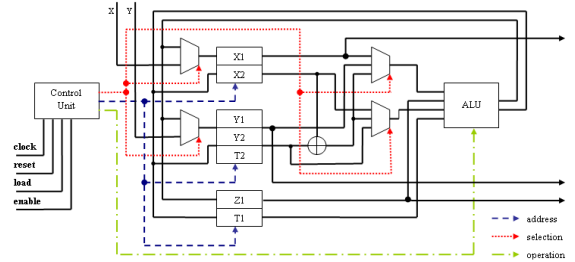 X Y
X1
X2
Control
Unit
ALU
Y1
Y2
T2
clock
reset
load
enable
Z1
T1
address
selection
operation